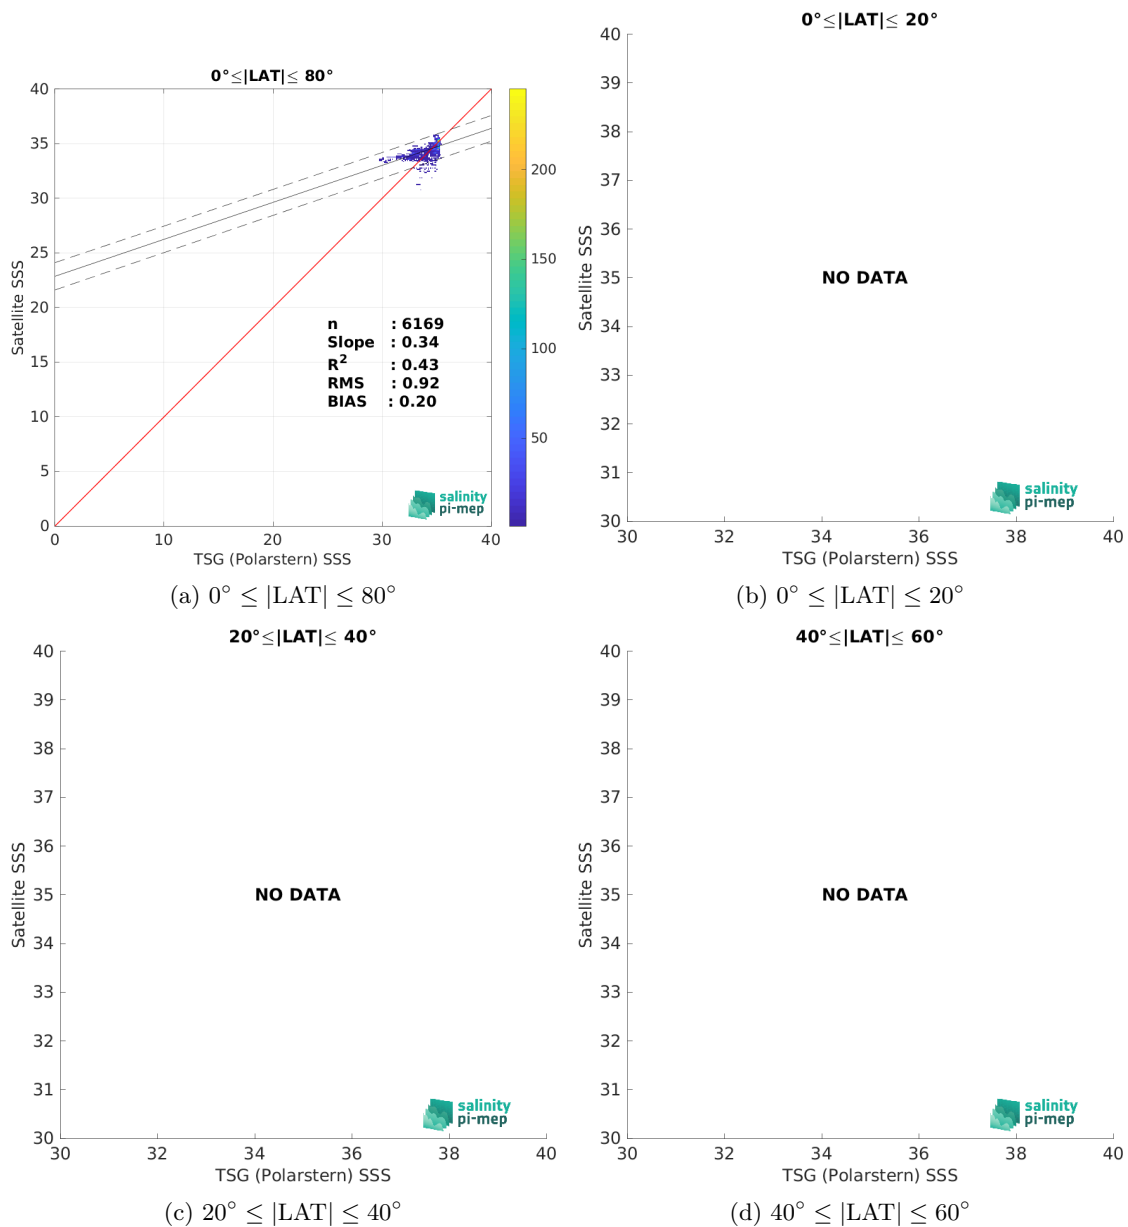 0°≤|LAT|≤ 80°
40
35
30
25
20
15
10
5
0
Satellite SSS
0
10
20
30
40
TSG (Polarstern) SSS
200
150
100
50
n : 6169
Slope : 0.34
R² : 0.43
RMS : 0.92
BIAS : 0.20
salinity
pi-mep
(a) 0° ≤ |LAT| ≤ 80°
0°≤|LAT|≤ 20°
40
39
38
37
36
35
34
33
32
31
30
Satellite SSS
NO DATA
salinity
pi-mep
30
32
34
36
38
40
TSG (Polarstern) SSS
(b) 0° ≤ |LAT| ≤ 20°
20°≤|LAT|≤ 40°
40
39
38
37
36
35
34
33
32
31
30
Satellite SSS
NO DATA
salinity
pi-mep
30
32
34
36
38
40
TSG (Polarstern) SSS
(c) 20° ≤ |LAT| ≤ 40°
40°≤|LAT|≤ 60°
40
39
38
37
36
35
34
33
32
31
30
Satellite SSS
NO DATA
salinity
pi-mep
30
32
34
36
38
40
TSG (Polarstern) SSS
(d) 40° ≤ |LAT| ≤ 60°